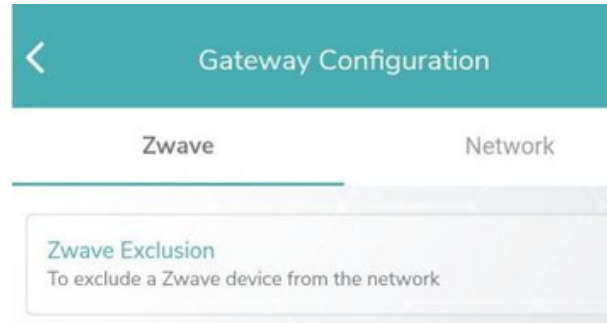 Gateway Configuration
Zwave Network
Zwave Exclusion
To exclude a Zwave device from the network